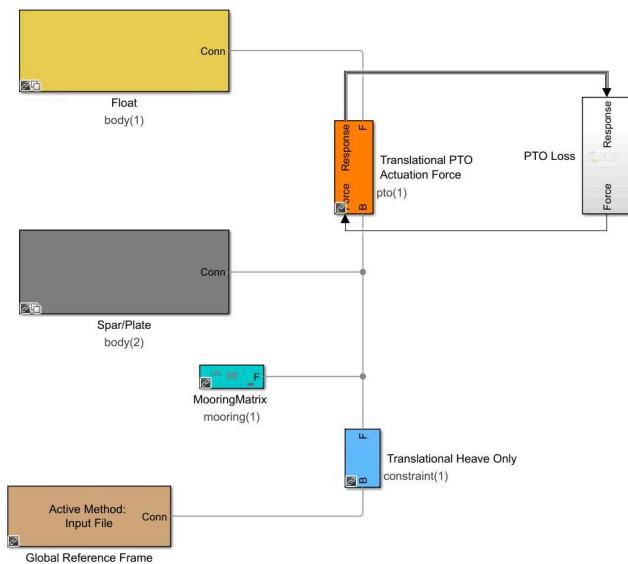 Conn
Float
body(1)
Response
F
Force
B
Translational PTO
Actuation Force
pto(1)
PTO Loss
Response
Force
Conn
Spar/Plate
body(2)
F
MooringMatrix
mooring(1)
F
B
Translational Heave Only
constraint(1)
Active Method:
Input File
Conn
Global Reference Frame